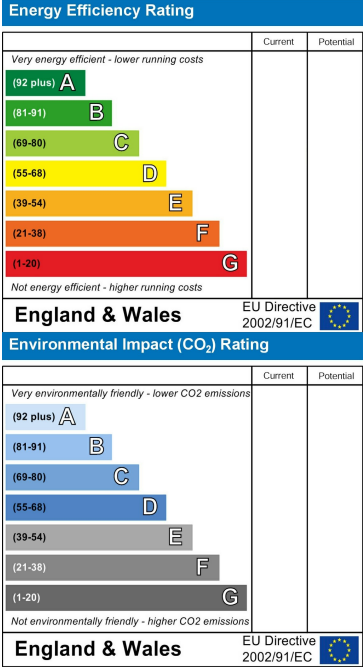 Energy Efficiency Rating
Current Potential
Very energy efficient - lower running costs
(92 plus) A
(81-91) B
(69-80) C
(55-68) D
(39-54) E
(21-38) F
(1-20) G
Not energy efficient - higher running costs
England & Wales EU Directive
2002/91/EC
Environmental Impact (CO₂) Rating
Current Potential
Very environmentally friendly - lower CO2 emissions
(92 plus) A
(81-91) B
(69-80) C
(55-68) D
(39-54) E
(21-38) F
(1-20) G
Not environmentally friendly - higher CO2 emissions
England & Wales EU Directive
2002/91/EC